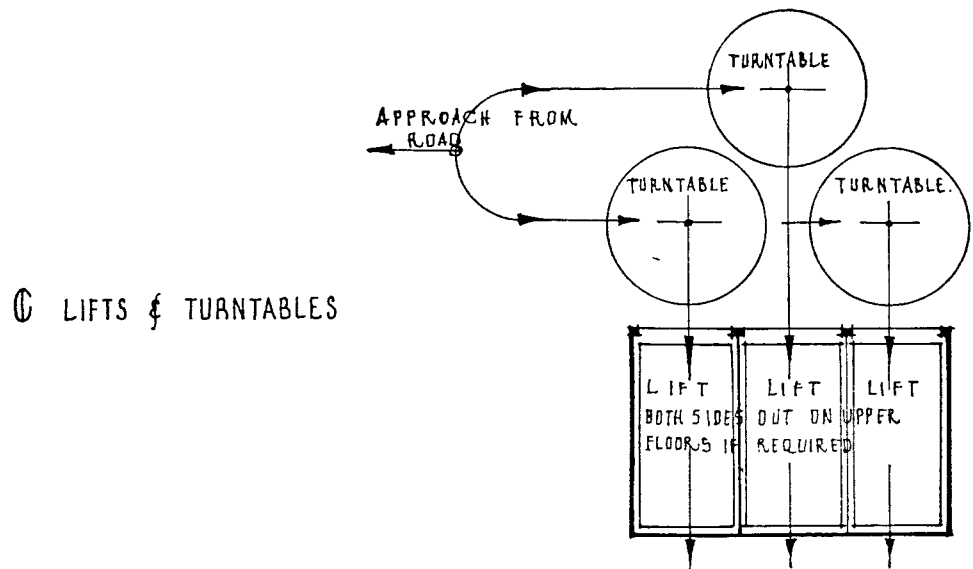 TURNTABLE
APPROACH FROM
ROAD
TURNTABLE
TURNTABLE.
C LIFTS & TURNTABLES
LIFT LIFT LIFT
BOTH SIDES OUT ON UPPER
FLOORS IF REQUIRED